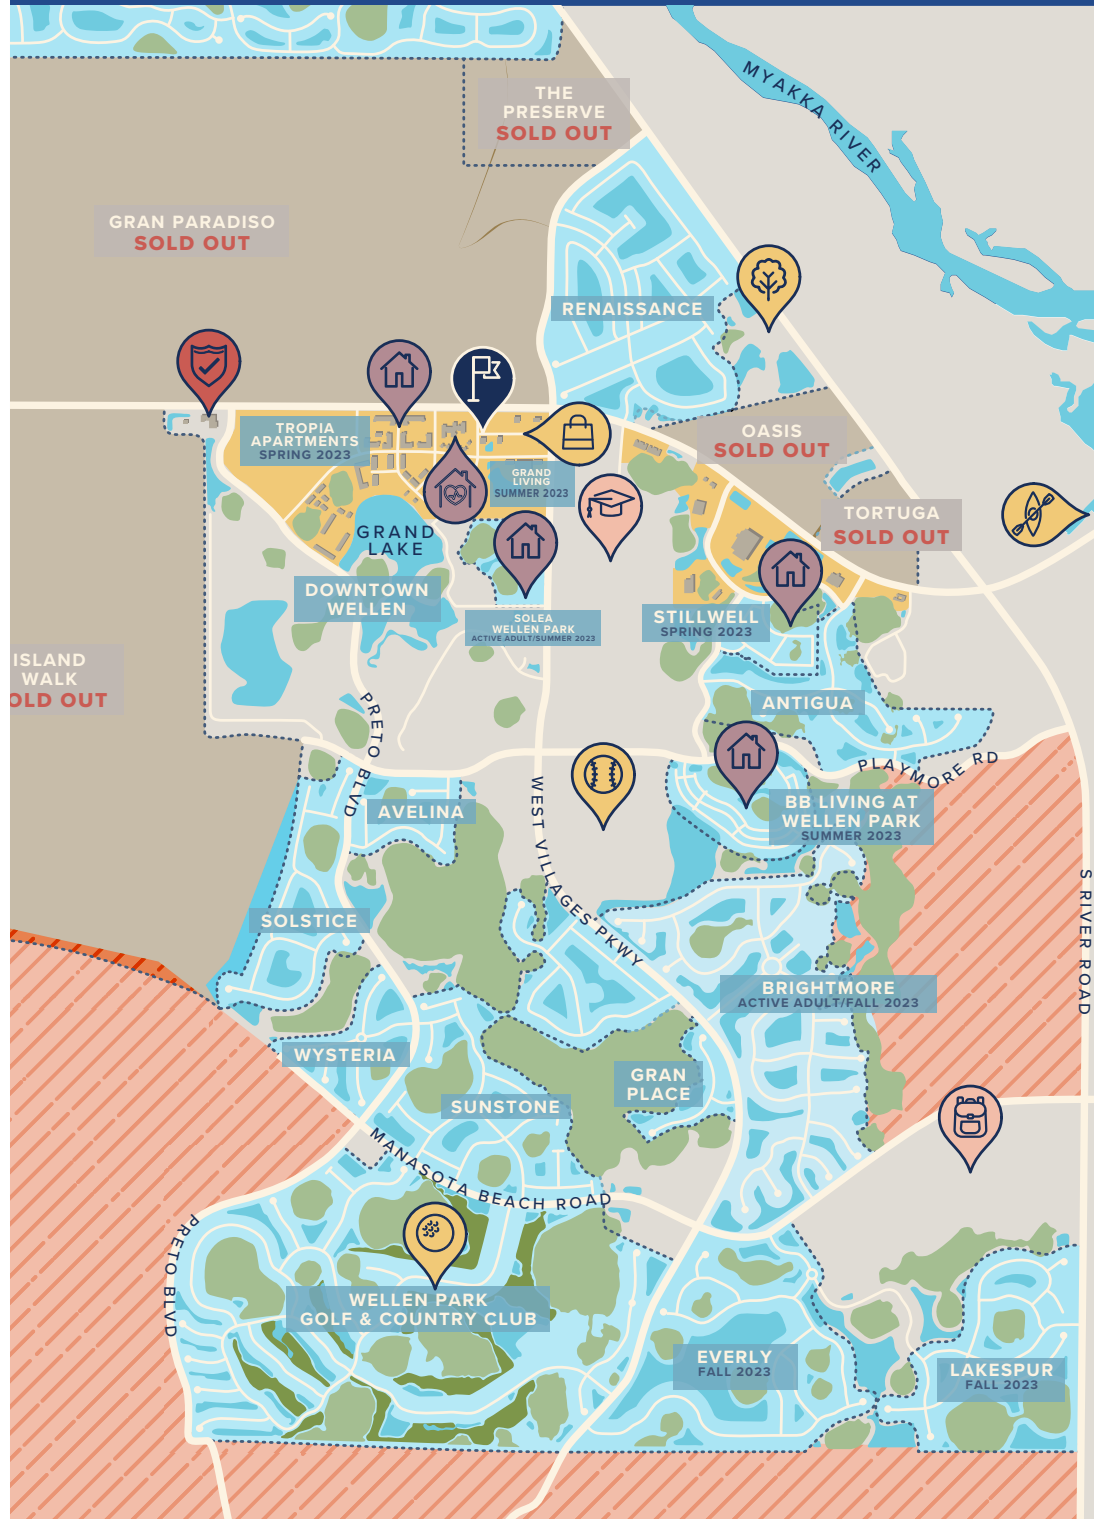 MYAKKA RIVER
THE
PRESERVE
SOLD OUT
GRAN PARADISO
SOLD OUT
RENAISSANCE
TROPIA
APARTMENTS
SPRING 2023
OASIS
SOLD OUT
GRAND
LIVING
SUMMER 2023
TORTUGA
SOLD OUT
GRAND
LAKE
DOWNTOWN
WELLEN
SOLEA
WELLEN PARK
ACTIVE ADULT/SUMMER 2023
STILLWELL
SPRING 2023
ISLAND
WALK
OLD OUT
ANTIGUA
PRETO BLVD
PLAYMORE RD
BB LIVING AT
WELLEN PARK
SUMMER 2023
AVELINA
WEST VILLAGES PKWY
S RIVER ROAD
SOLSTICE
BRIGHTMORE
ACTIVE ADULT/FALL 2023
WYSTERIA
GRAN
PLACE
SUNSTONE
MANASOTA BEACH ROAD
PRETO BLVD
WELLEN PARK
GOLF & COUNTRY CLUB
EVERLY
FALL 2023
LAKESPUR
FALL 2023